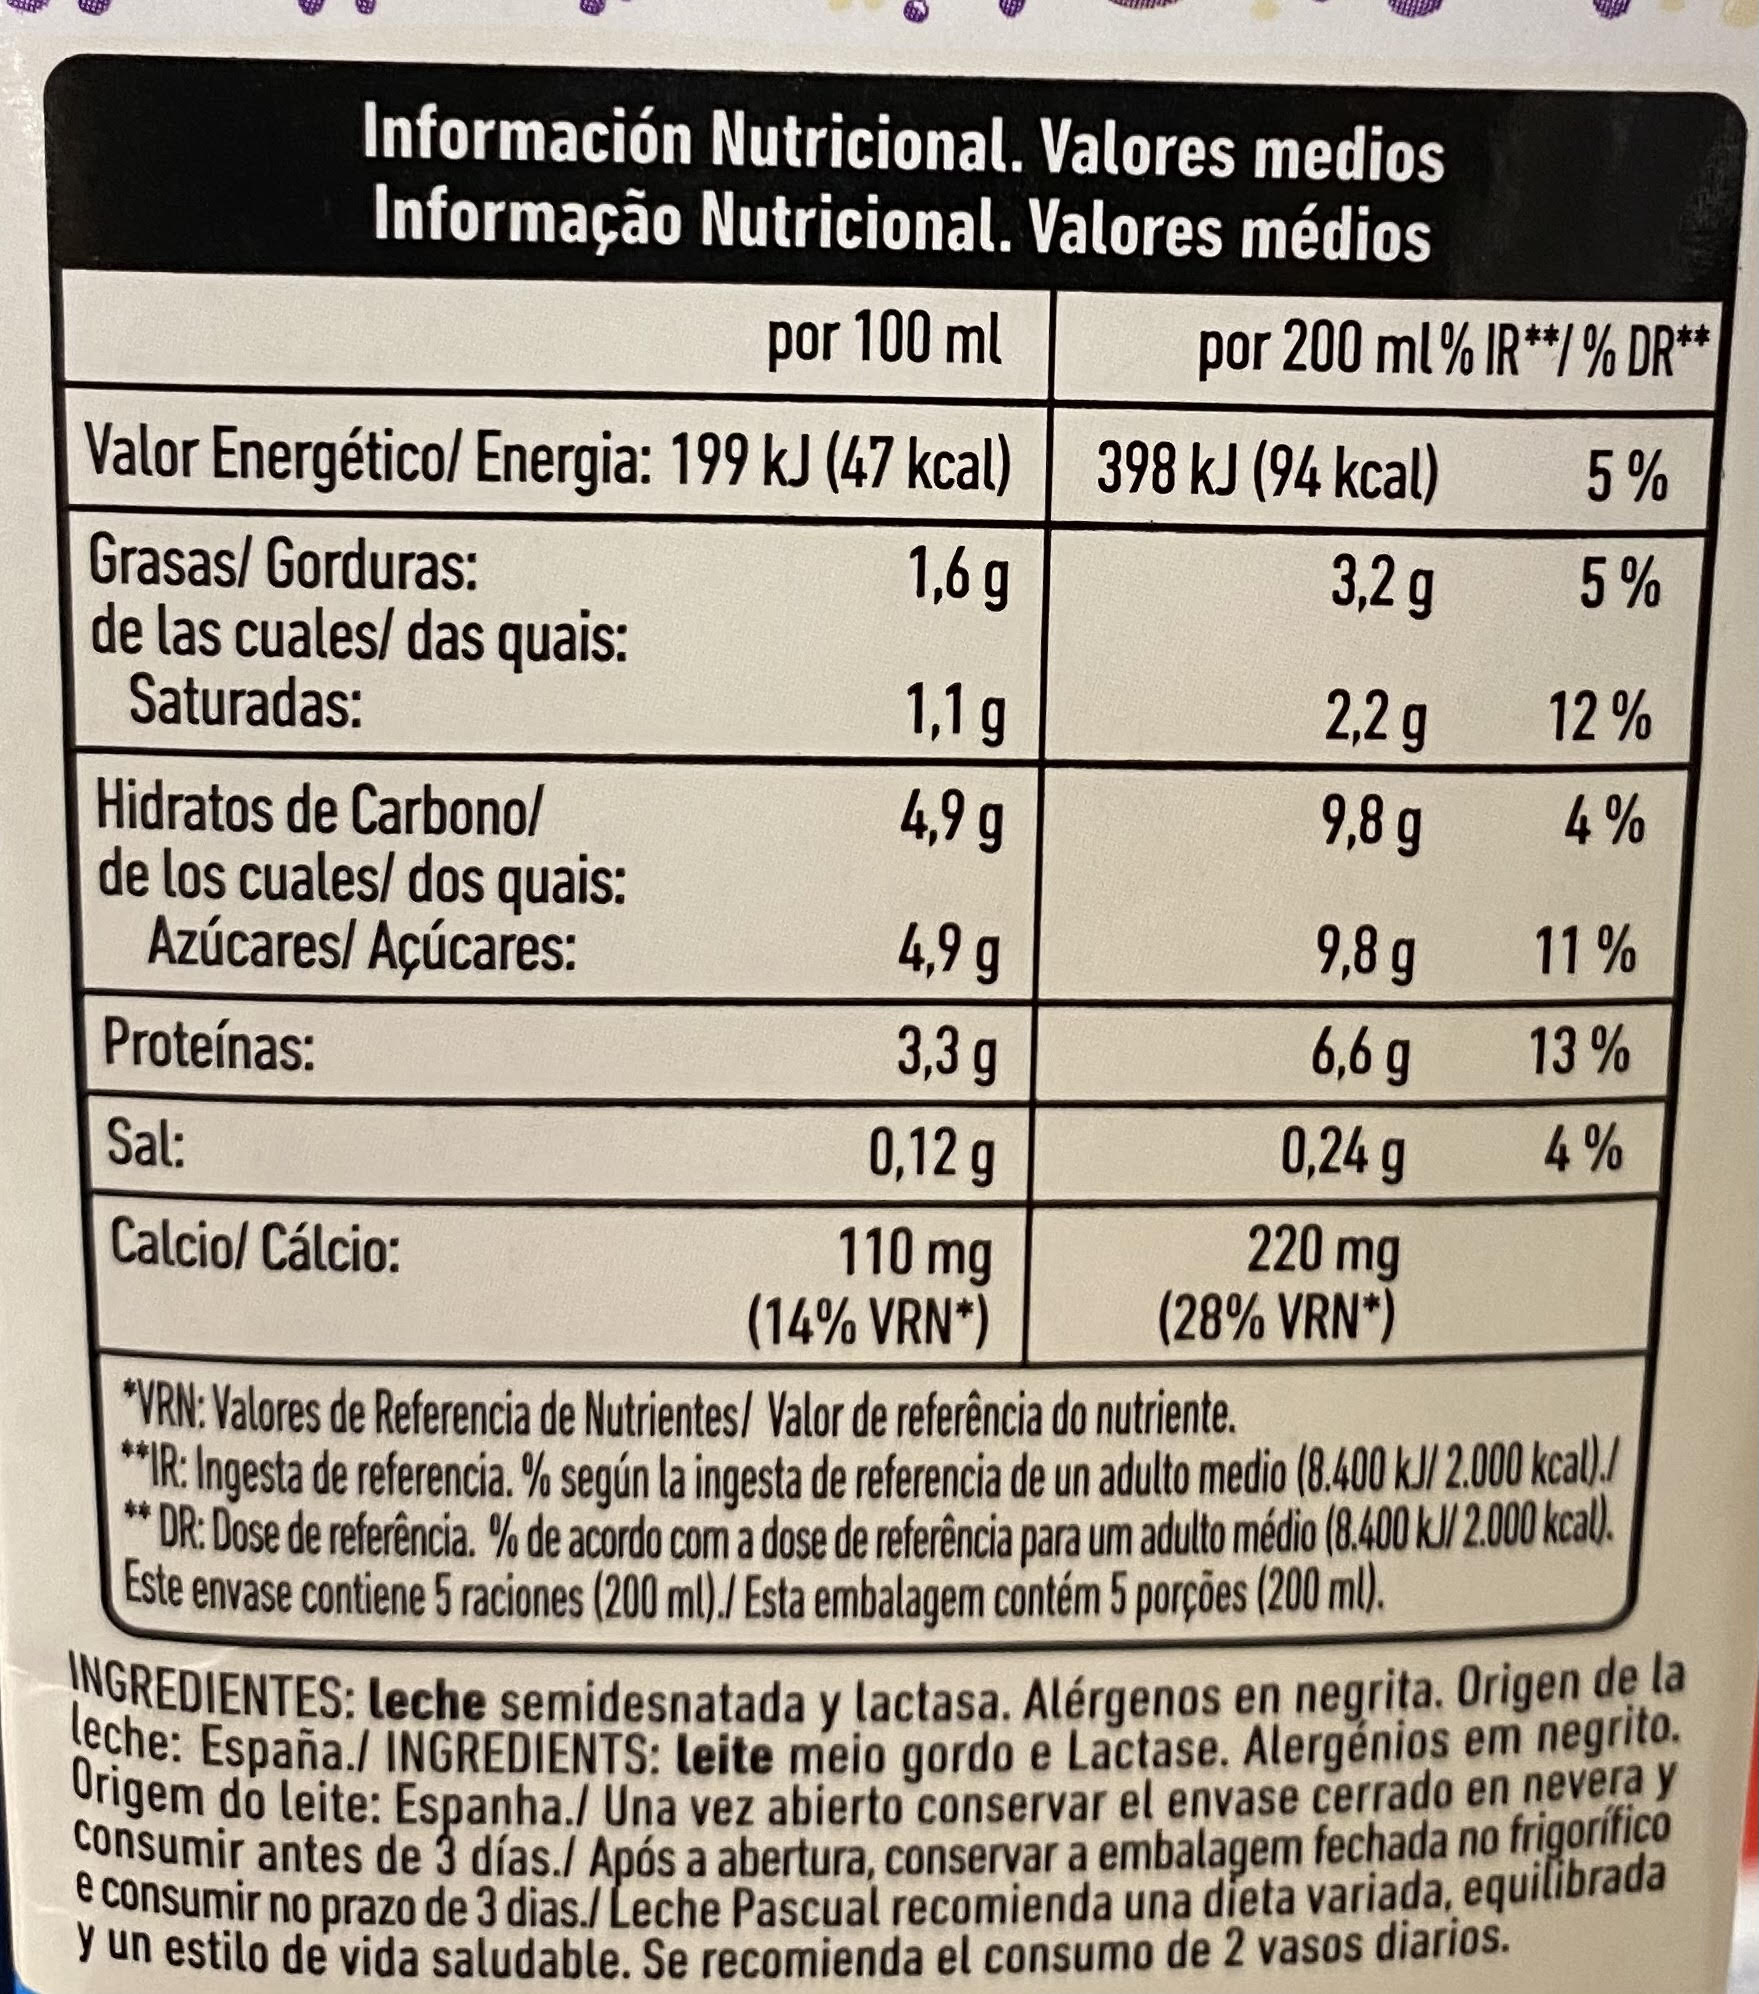 Información Nutricional. Valores medios
Informação Nutricional. Valores médios
por 100 ml por 200 ml % IR**/ % DR**
Valor Energético/ Energia: 199 kJ (47 kcal) 398 kJ (94 kcal) 5 %
Grasas/ Gorduras: 1,6 g 3,2 g 5 %
de las cuales/ das quais:
Saturadas: 1,1 g 2,2 g 12 %
Hidratos de Carbono/ 4,9 g 9,8 g 4 %
de los cuales/ dos quais:
Azúcares/ Açúcares: 4,9 g 9,8 g 11 %
Proteínas: 3,3 g 6,6 g 13 %
Sal: 0,12 g 0,24 g 4 %
Calcio/ Cálcio: 110 mg 220 mg
(14% VRN*) (28% VRN*)
*VRN: Valores de Referencia de Nutrientes/ Valor de referência do nutriente.
**IR: Ingesta de referencia. % según la ingesta de referencia de un adulto medio (8.400 kJ/ 2.000 kcal)./
** DR: Dose de referência. % de acordo com a dose de referência para um adulto médio (8.400 kJ/ 2.000 kcal).
Este envase contiene 5 raciones (200 ml)./ Esta embalagem contém 5 porções (200 ml).
INGREDIENTES: leche semidesnatada y lactasa. Alérgenos en negrita. Origen de la
leche: España./ INGREDIENTS: leite meio gordo e Lactase. Alergénios em negrito.
Origem do leite: Espanha./ Una vez abierto conservar el envase cerrado en nevera y
consumir antes de 3 días./ Após a abertura, conservar a embalagem fechada no frigorífico
e consumir no prazo de 3 dias./ Leche Pascual recomienda una dieta variada, equilibrada
y un estilo de vida saludable. Se recomienda el consumo de 2 vasos diarios.